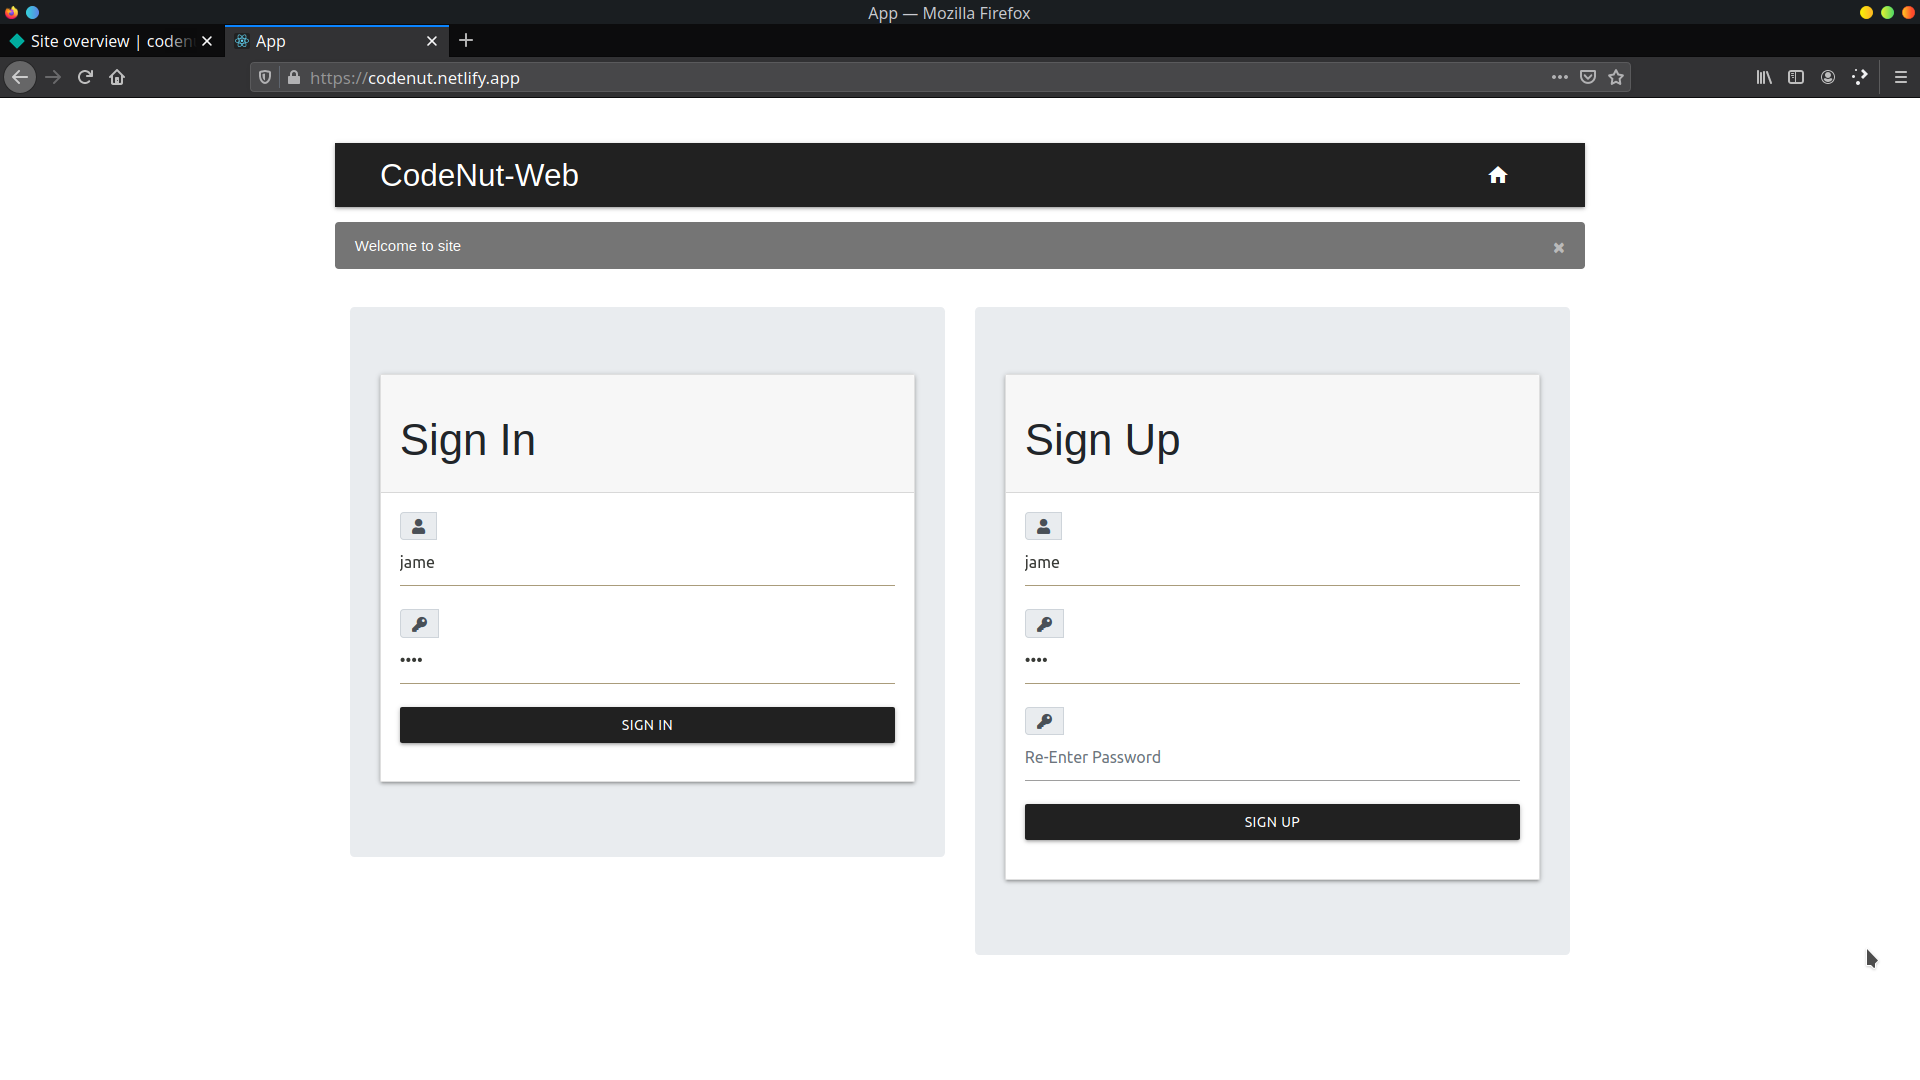 App — Mozilla Firefox
Site overview | coden
App
https://codenut.netlify.app
CodeNut-Web
Welcome to site
Sign In
jame
••••
SIGN IN
Sign Up
jame
••••
Re-Enter Password
SIGN UP